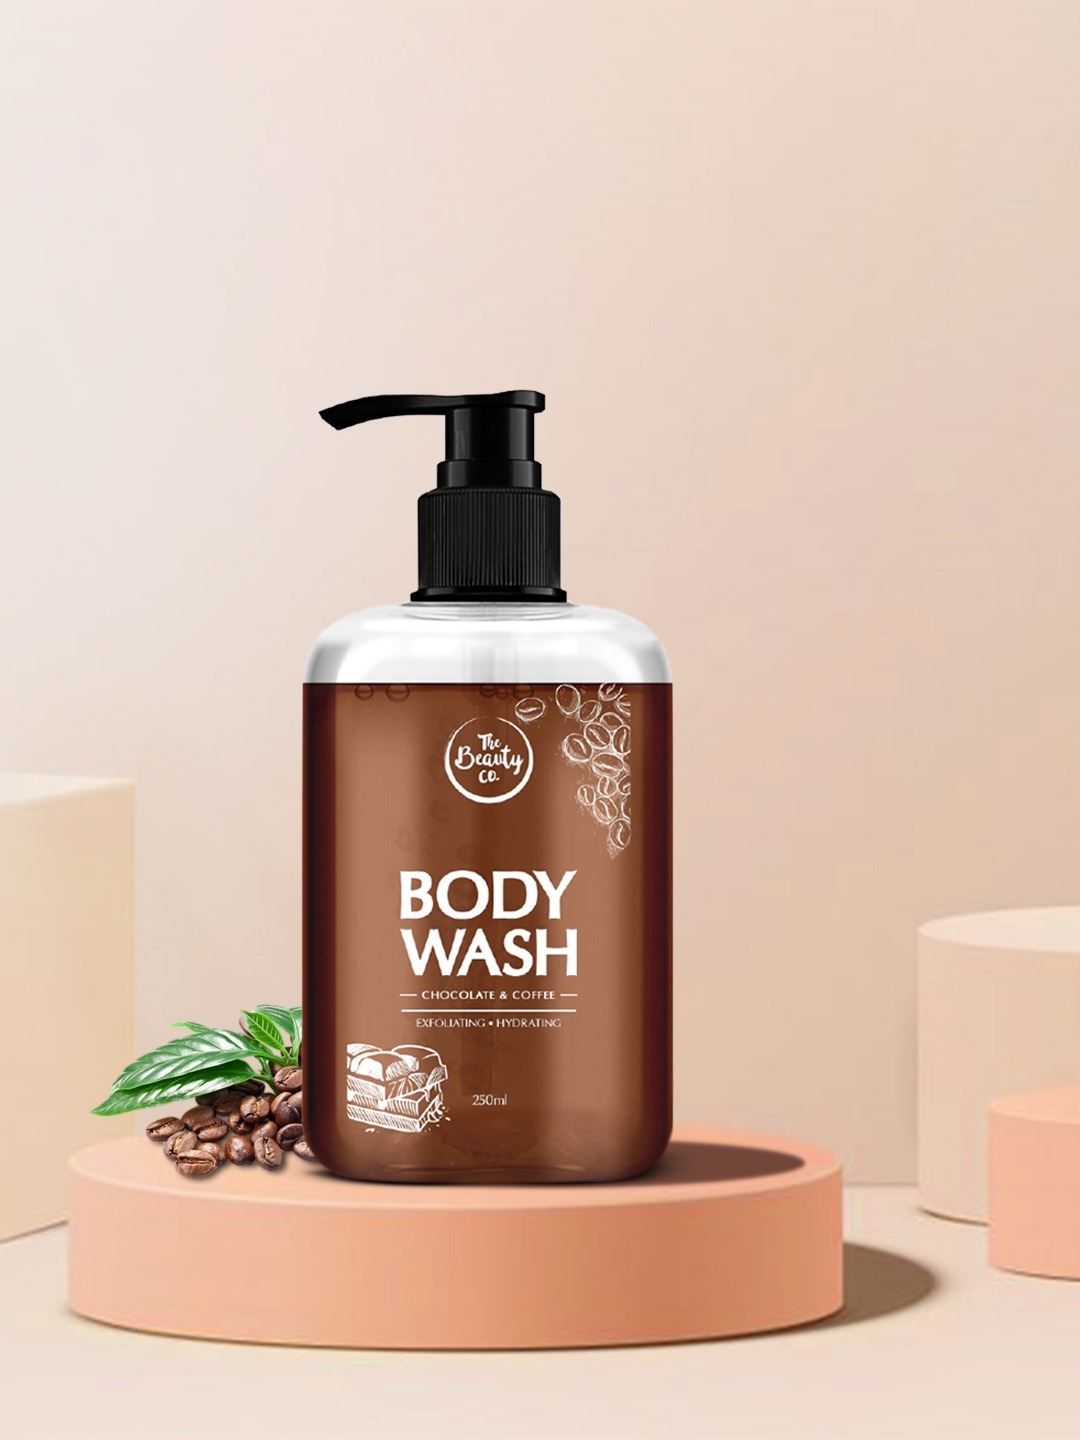 The
Beauty
CO.
BODY
WASH
CHOCOLATE & COFFEE
EXFOLIATING • HYDRATING
250ml